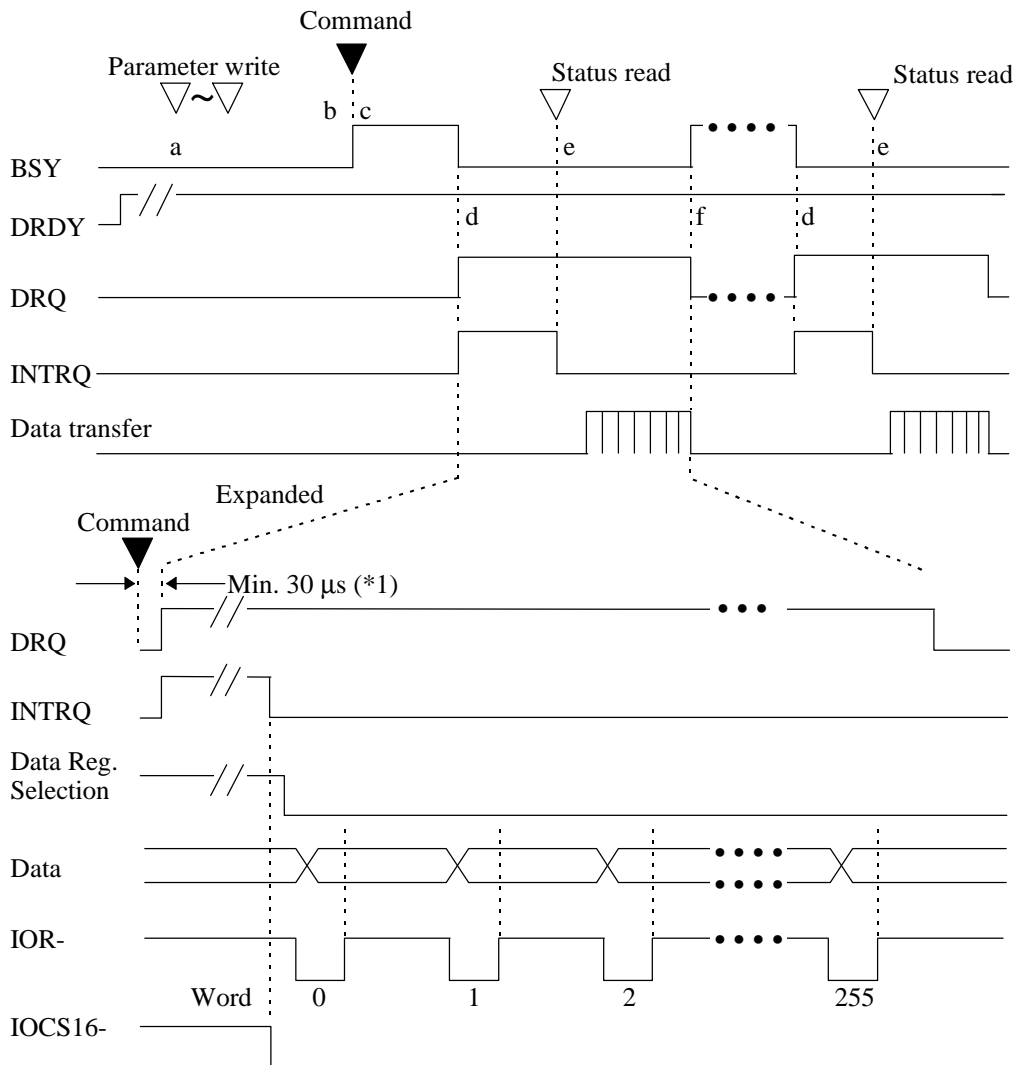 Command
Parameter write
Status read
Status read
~
b c
a
e
e
BSY
d
f
d
DRDY
DRQ
INTRQ
Data transfer
Expanded
Command
Min. 30 μs (*1)
DRQ
INTRQ
Data Reg.
Selection
Data
IOR-
Word 0 1 2 255
IOCS16-